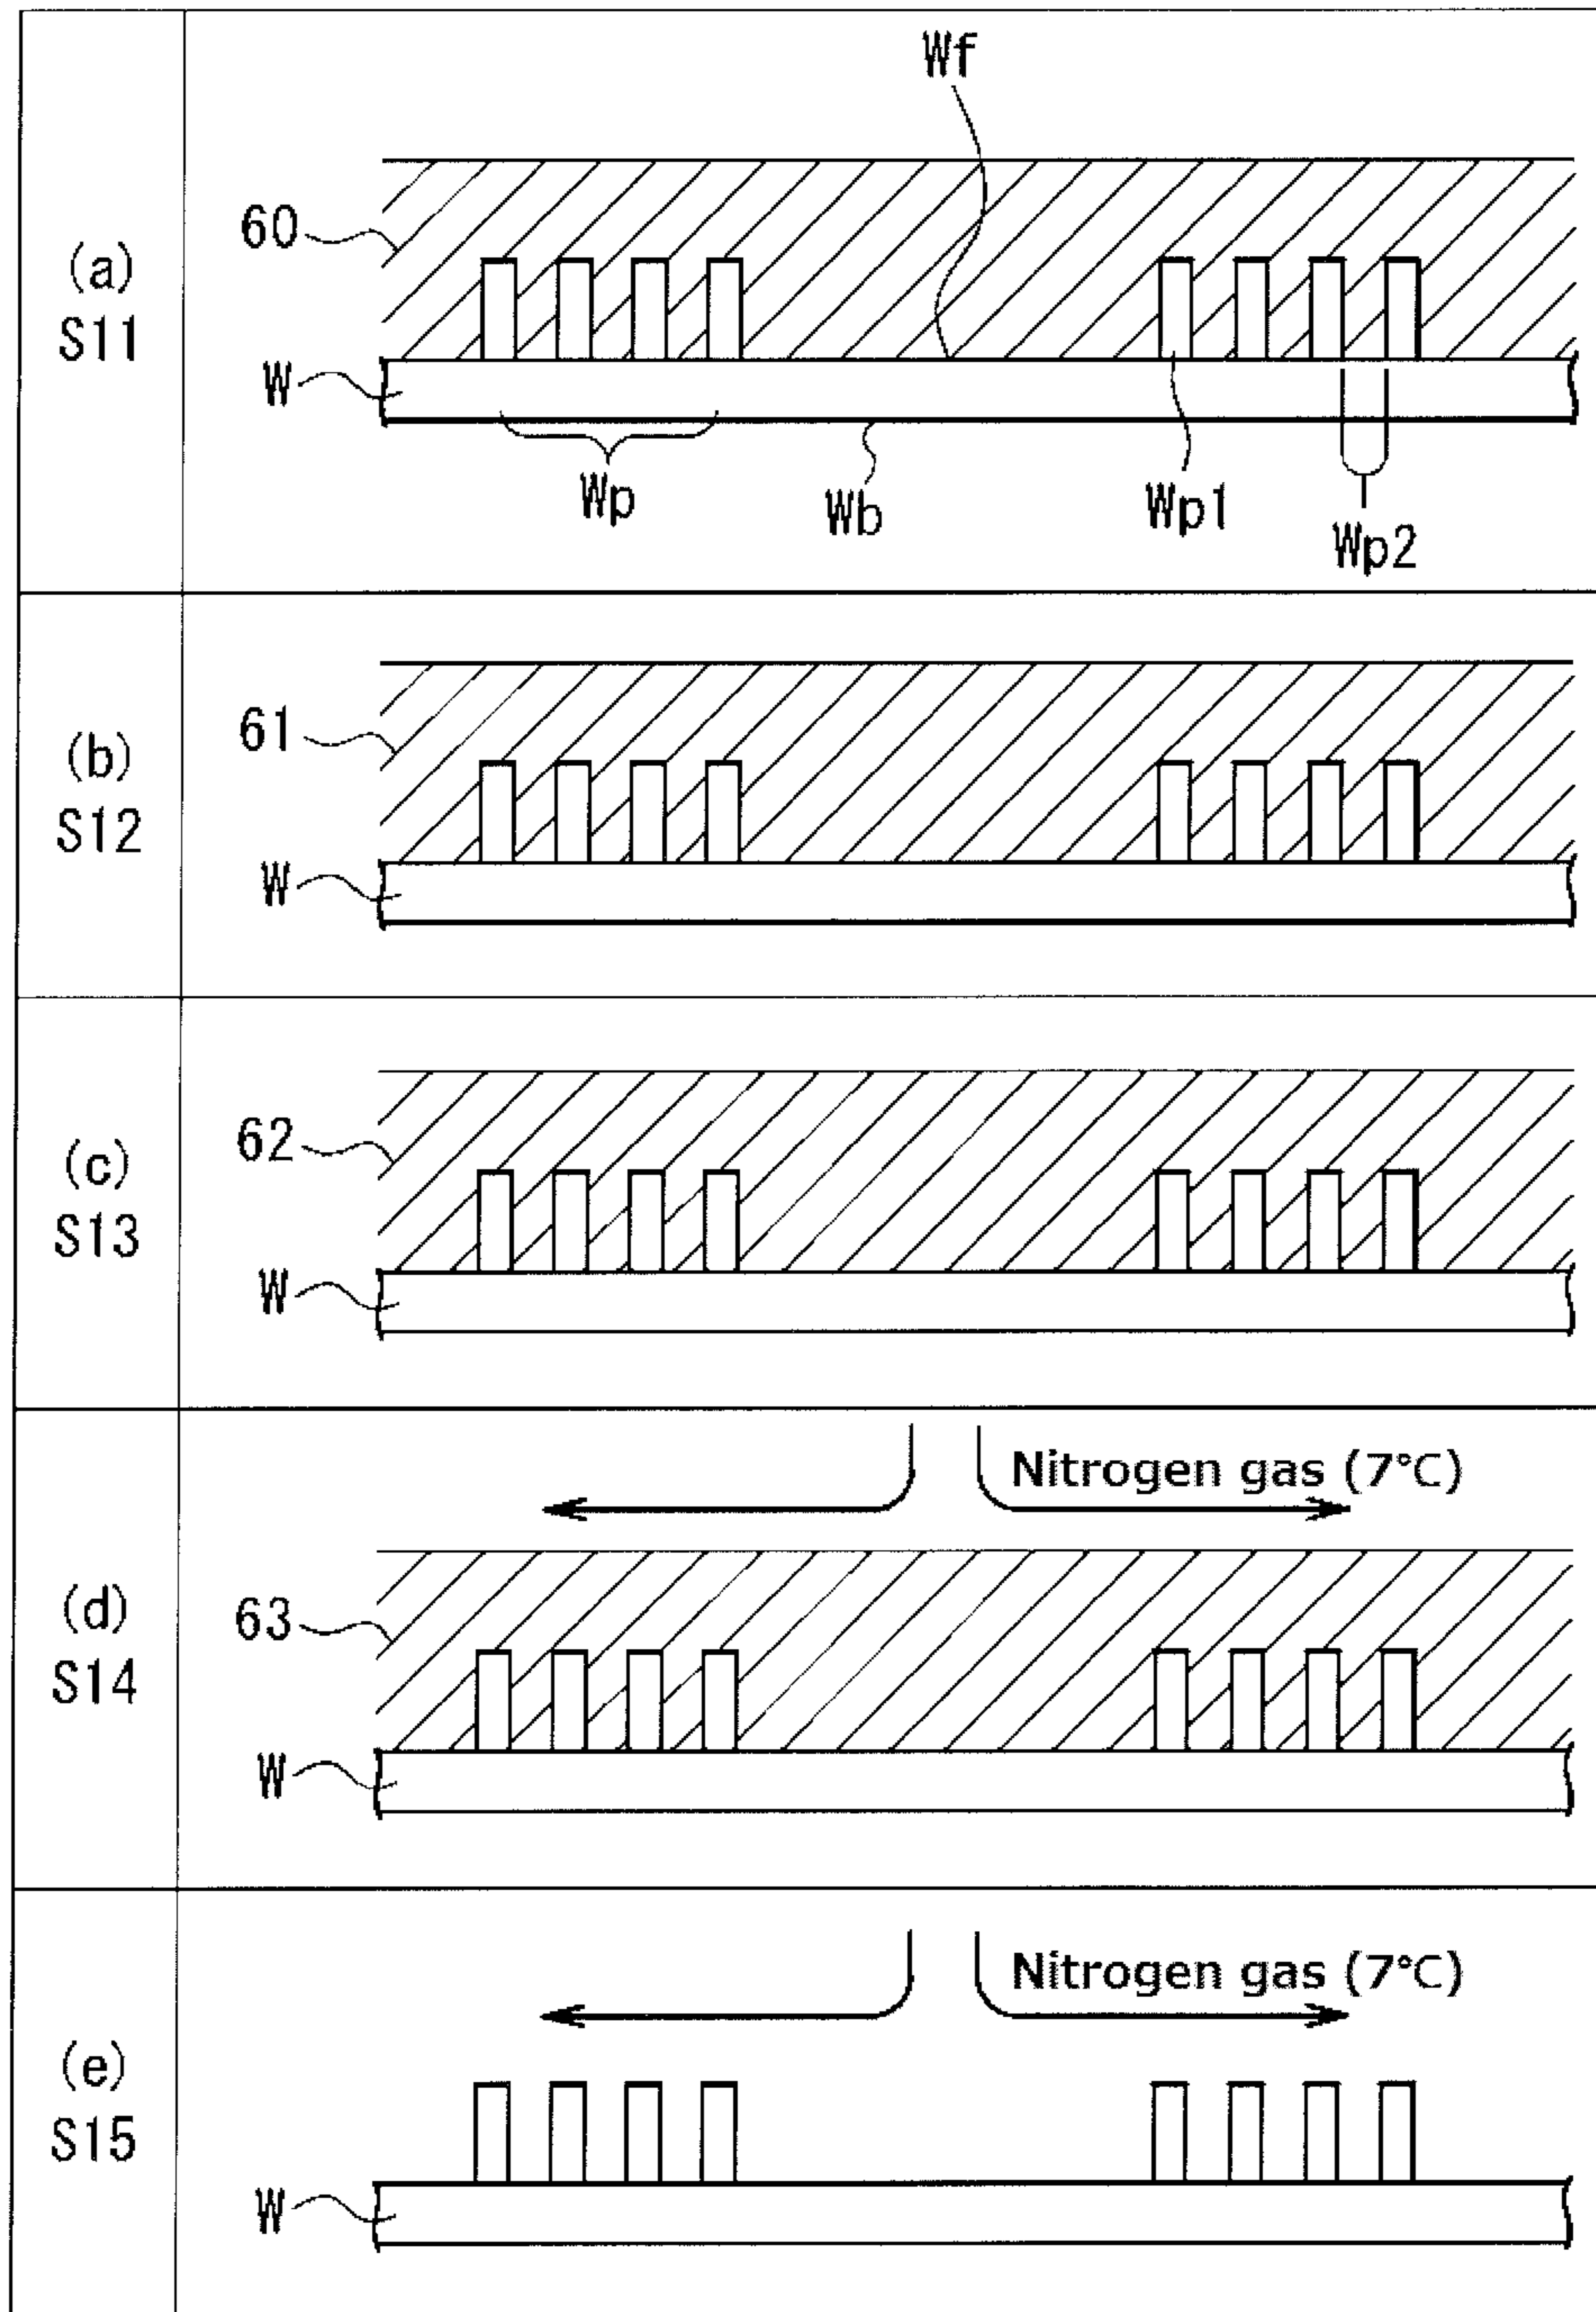 Wf
60
(a)
S11
W
Wp
Wb
Wp1
Wp2
61
(b)
S12
W
62
(c)
S13
W
Nitrogen gas (7°C)
63
(d)
S14
W
Nitrogen gas (7°C)
(e)
S15
W